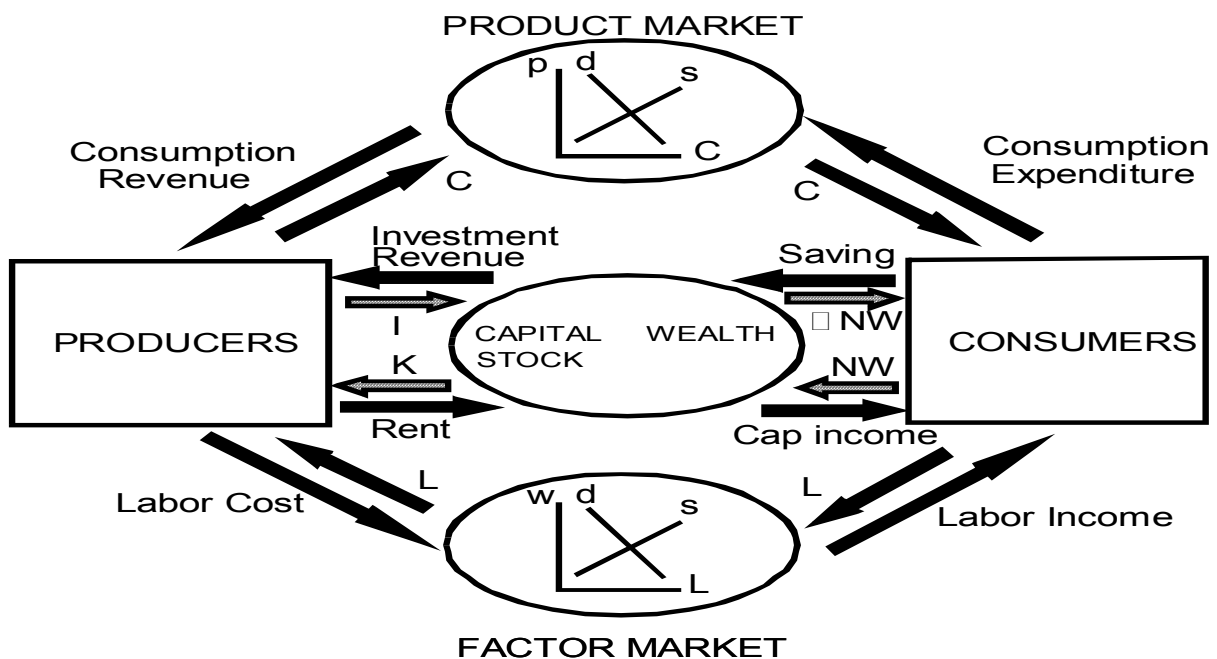 PRODUCT MARKET
p
d
s
C
Consumption
Revenue
C
Consumption
Expenditure
C
Investment
Revenue
Saving
I
□ NW
PRODUCERS
CAPITAL WEALTH
STOCK
CONSUMERS
K
NW
Rent
Cap income
Labor Cost
L
w
d
s
L
L
Labor Income
FACTOR MARKET